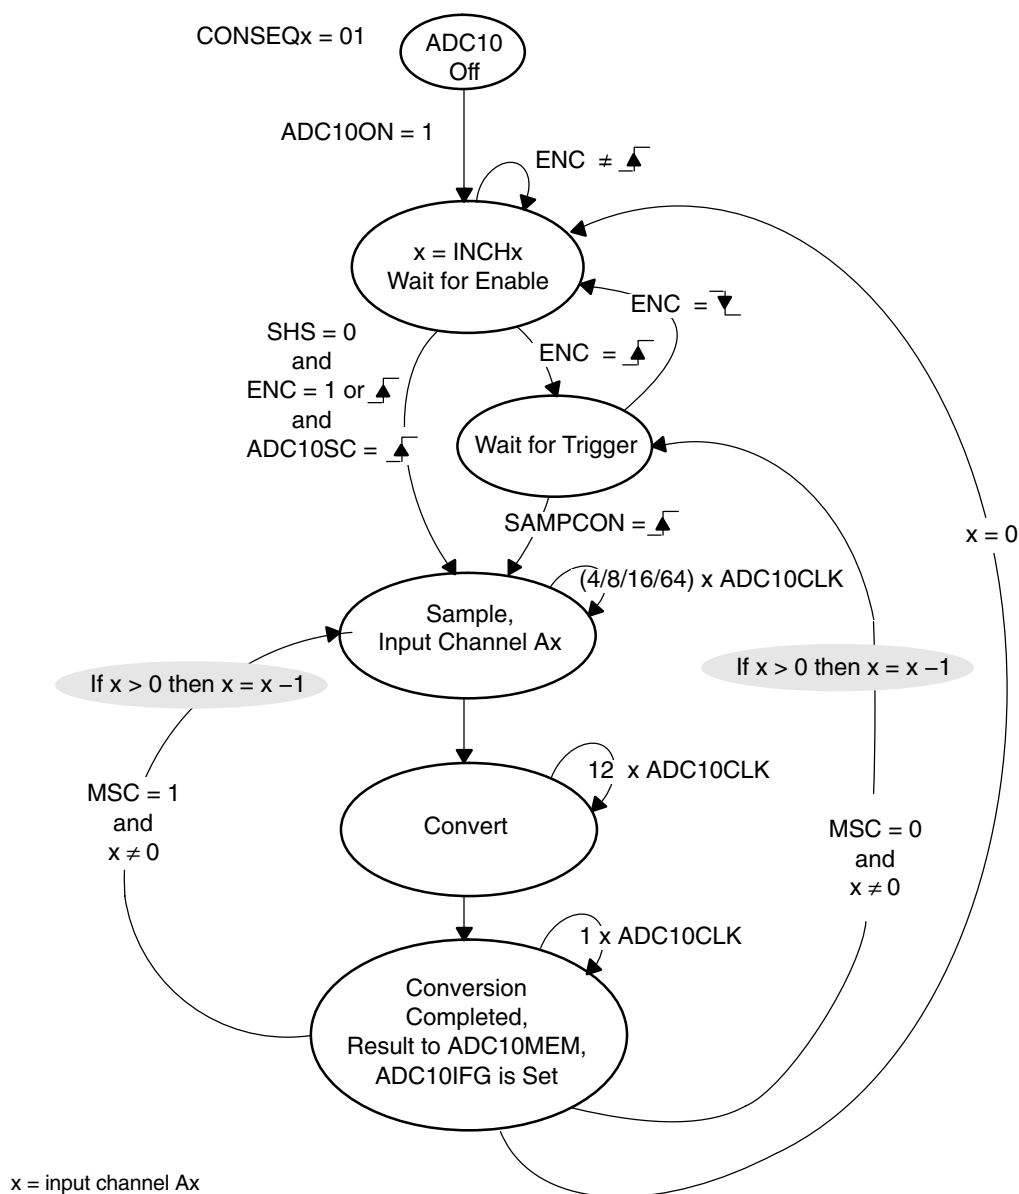 CONSEQx = 01
ADC10
Off
ADC10ON = 1
ENC ≠
x = INCHx
Wait for Enable
ENC =
SHS = 0
and
ENC = 1 or
and
ADC10SC =
ENC =
Wait for Trigger
SAMPCON =
x = 0
(4/8/16/64) x ADC10CLK
Sample,
Input Channel Ax
If x > 0 then x = x −1
If x > 0 then x = x −1
12 x ADC10CLK
MSC = 1
and
x ≠ 0
Convert
MSC = 0
and
x ≠ 0
1 x ADC10CLK
Conversion
Completed,
Result to ADC10MEM,
ADC10IFG is Set
x = input channel Ax